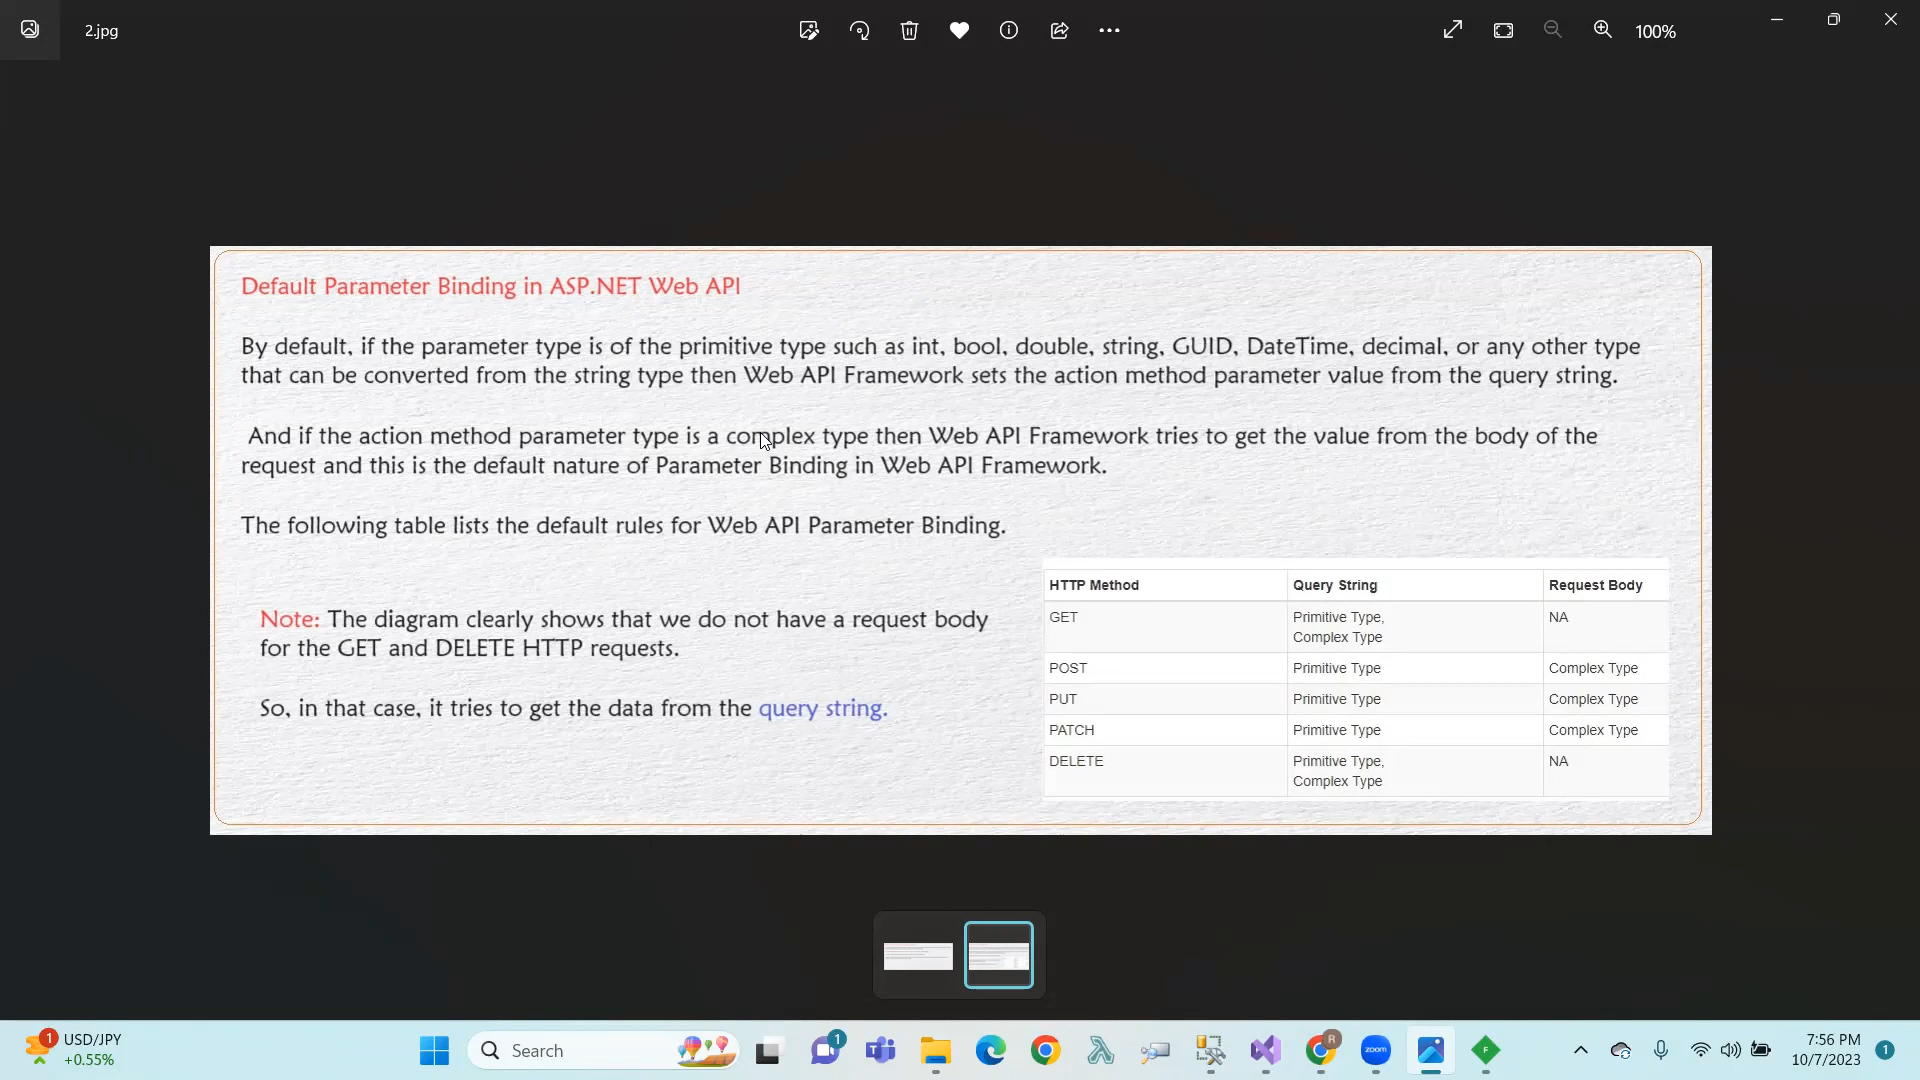 2.jpg
100%
Default Parameter Binding in ASP.NET Web API
By default, if the parameter type is of the primitive type such as int, bool, double, string, GUID, DateTime, decimal, or any other type
that can be converted from the string type then Web API Framework sets the action method parameter value from the query string.
And if the action method parameter type is a complex type then Web API Framework tries to get the value from the body of the
request and this is the default nature of Parameter Binding in Web API Framework.
The following table lists the default rules for Web API Parameter Binding.
Note: The diagram clearly shows that we do not have a request body
for the GET and DELETE HTTP requests.
So, in that case, it tries to get the data from the query string.
HTTP Method Query String Request Body
GET Primitive Type, NA
Complex Type
POST Primitive Type Complex Type
PUT Primitive Type Complex Type
PATCH Primitive Type Complex Type
DELETE Primitive Type, NA
Complex Type
1 USD/JPY
+0.55%
Search
1
R
zoom
F
7:56 PM
10/7/2023
1